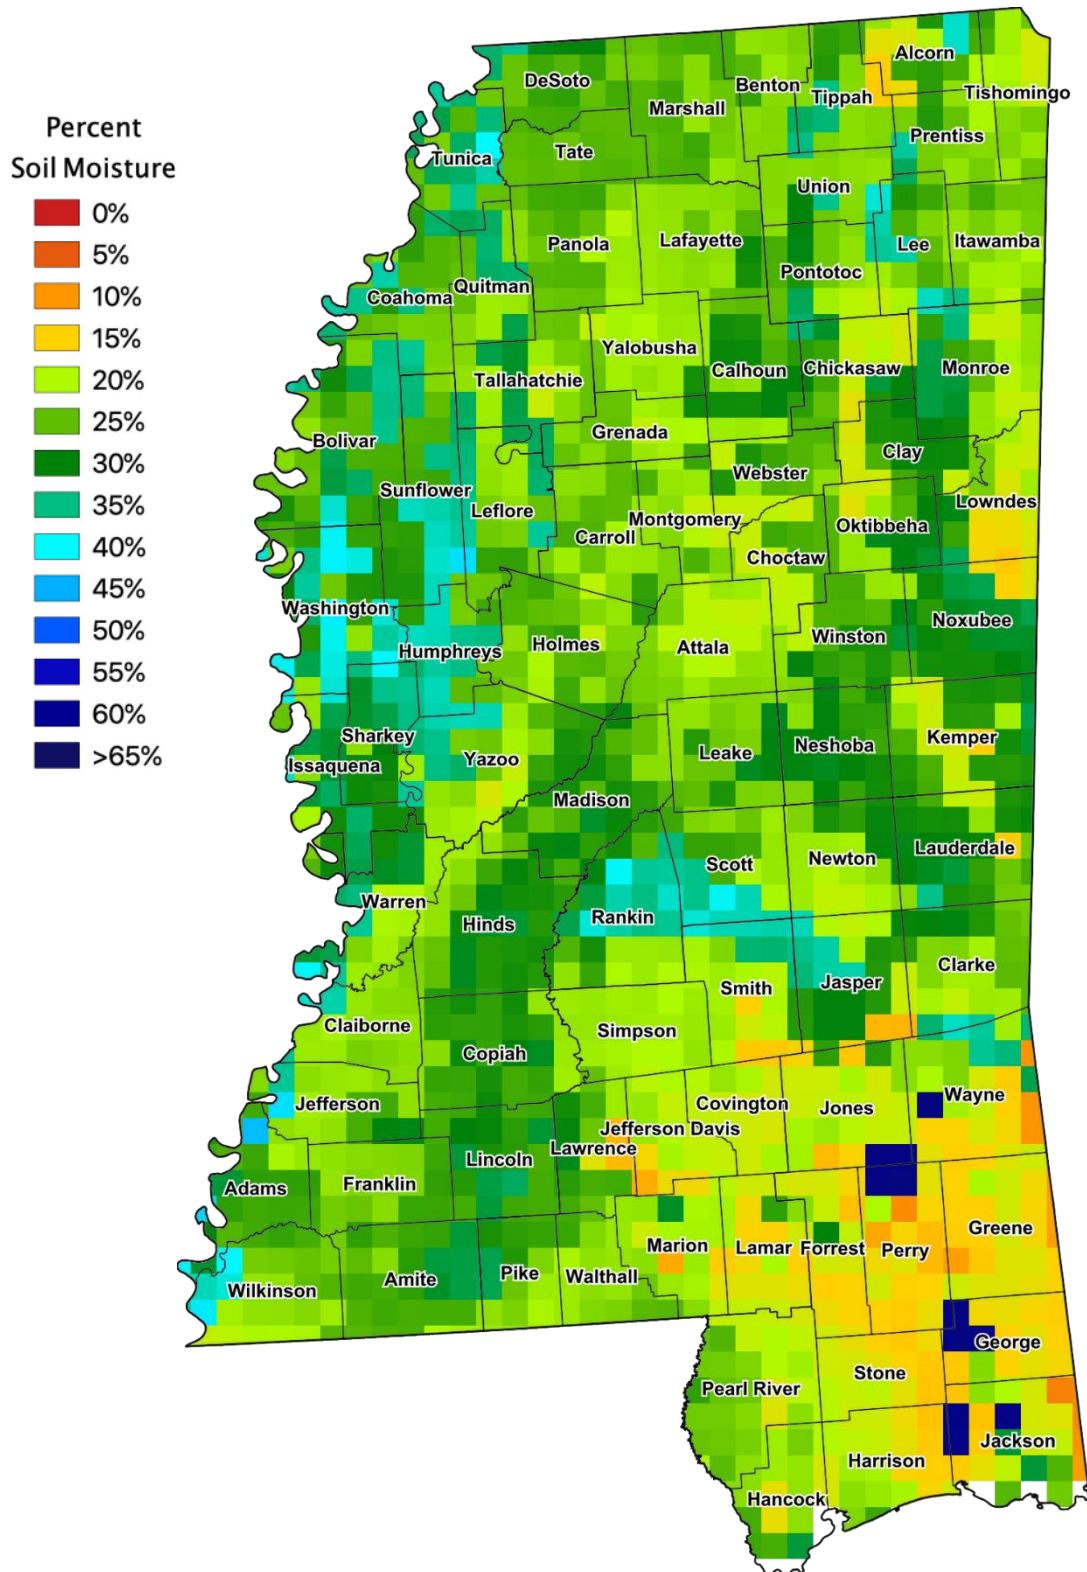 Percent
Soil Moisture
0%
5%
10%
15%
20%
25%
30%
35%
40%
45%
50%
55%
60%
>65%
Alcorn
DeSoto
Benton
Tippah
Tishomingo
Marshall
Prentiss
Tunica
Tate
Union
Panola
Lafayette
Lee
Itawamba
Pontotoc
Quitman
Coahoma
Yalobusha
Calhoun
Chickasaw
Monroe
Tallahatchie
Grenada
Bolivar
Clay
Webster
Sunflower
Leflore
Lowndes
Montgomery
Oktibbeha
Carroll
Choctaw
Washington
Noxubee
Winston
Holmes
Attala
Humphreys
Sharkey
Kemper
Neshoba
Leake
Yazoo
Issaquena
Madison
Lauderdale
Newton
Scott
Warren
Rankin
Hinds
Clarke
Jasper
Smith
Claiborne
Simpson
Copiah
Wayne
Jefferson
Covington
Jones
Jefferson Davis
Lawrence
Lincoln
Franklin
Adams
Greene
Marion
Lamar
Forrest
Perry
Pike
Walthall
Amite
Wilkinson
George
Stone
Pearl River
Jackson
Harrison
Hancock